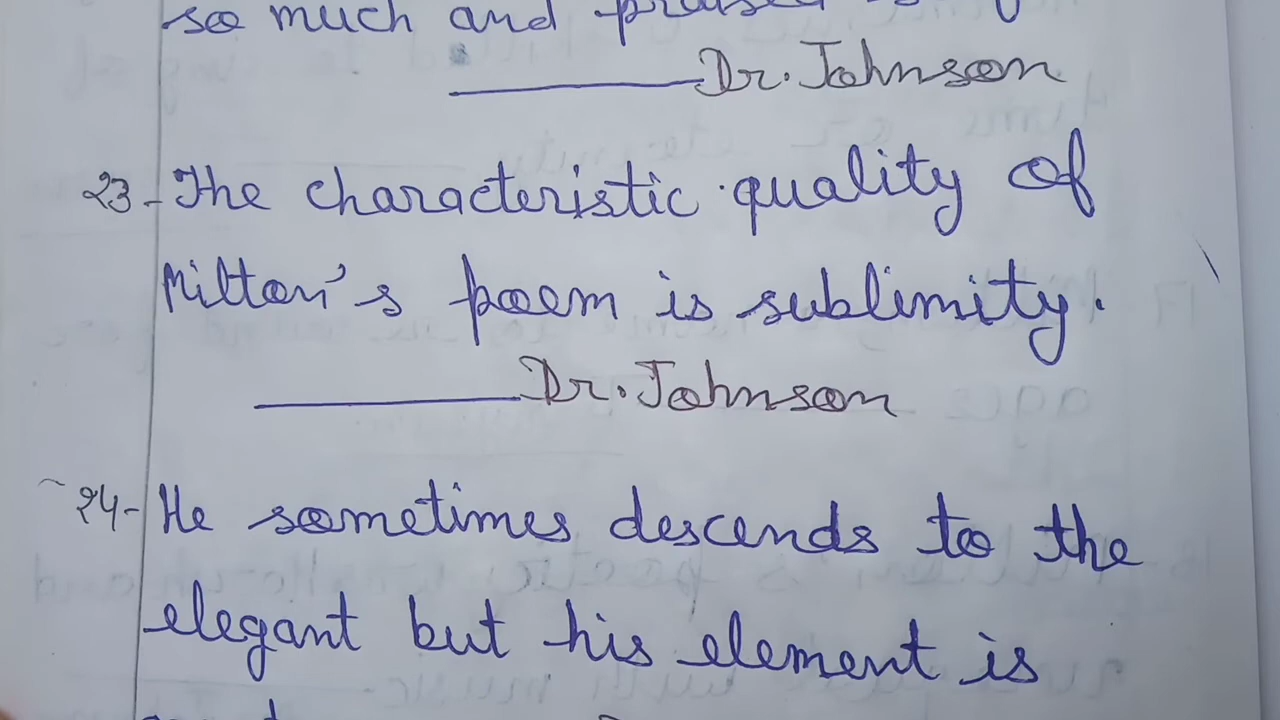 so much and praised
Dr. Johnson
23- The characteristic quality of
Milton's poem is sublimity.
Dr. Johnson
24- He sometimes descends to the
elegant but his element is